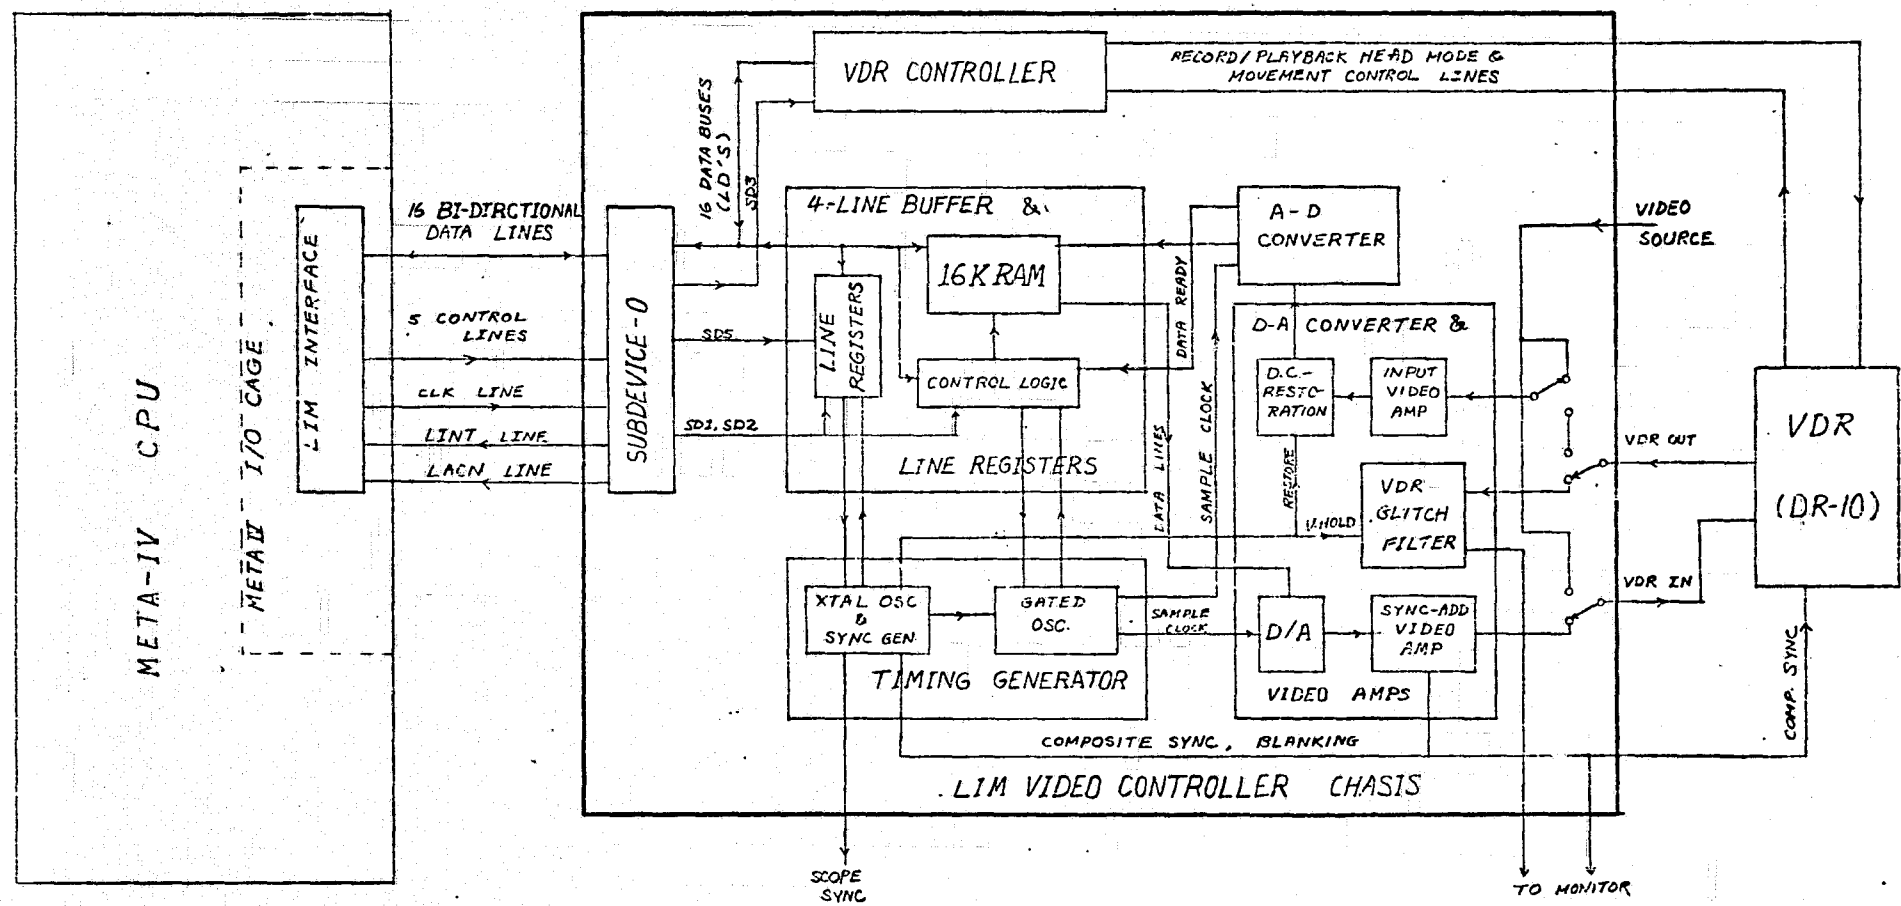 META-IV CPU
META IV I/O CAGE
LIM INTERFACE
16 BI-DIRCTIONAL
DATA LINES
5 CONTROL
LINES
CLK LINE
LINT LINE
LACN LINE
SUBDEVICE-0
VDR CONTROLLER
RECORD/PLAYBACK HEAD MODE &
MOVEMENT CONTROL LINES
16 DATA BUSES
(LD'S)
SD3
SD5
SD1, SD2
4-LINE BUFFER &
16K RAM
LINE
REGISTERS
CONTROL LOGIC
LINE REGISTERS
DATA READY
SAMPLE CLOCK
DATA LINES
A-D
CONVERTER
VIDEO
SOURCE
D-A CONVERTER &
D.C.-
RESTO-
RATION
INPUT
VIDEO
AMP
RESTORE
V.HOLD
VDR
GLITCH
FILTER
VDR OUT
VDR IN
VDR
(DR-10)
XTAL OSC
&
SYNC GEN.
GATED
OSC.
SAMPLE
CLOCK
D/A
SYNC-ADD
VIDEO
AMP
TIMING GENERATOR
VIDEO AMPS
COMPOSITE SYNC, BLANKING
COMP. SYNC
LIM VIDEO CONTROLLER CHASIS
SCOPE
SYNC
TO MONITOR